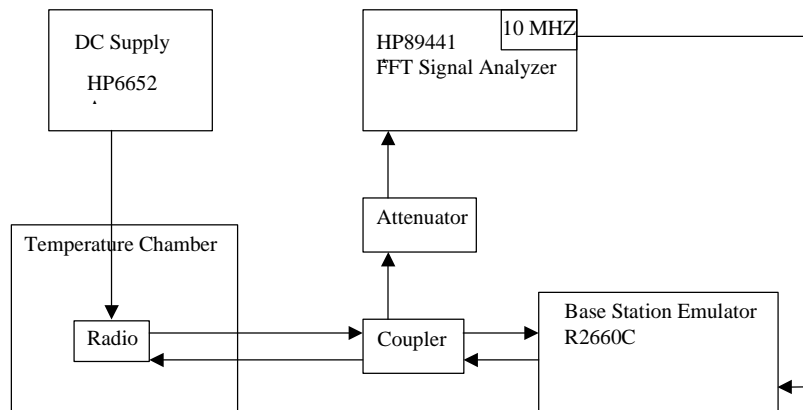 DC Supply
HP6652
HP89441
FFT Signal Analyzer
10 MHZ
Attenuator
Temperature Chamber
Radio
Coupler
Base Station Emulator
R2660C